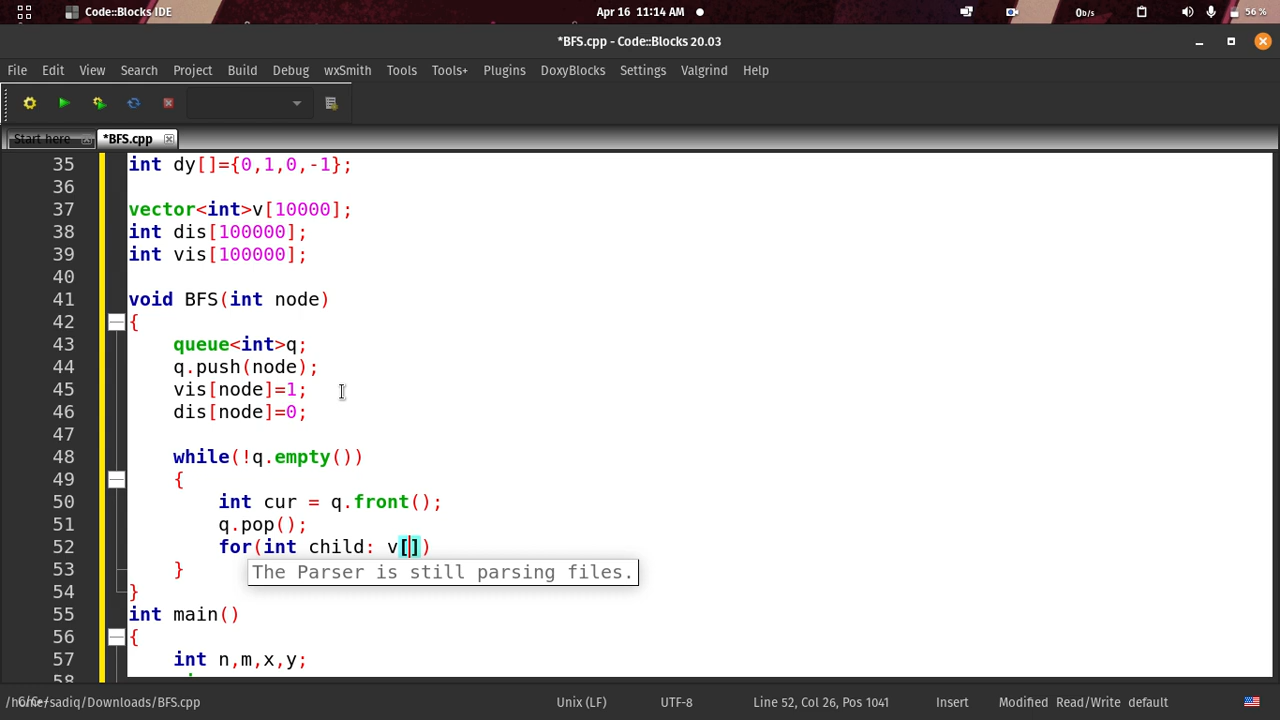 Code::Blocks IDE Apr 16 11:14 AM 0b/s 56 %
*BFS.cpp - Code::Blocks 20.03
File Edit View Search Project Build Debug wxSmith Tools Tools+ Plugins DoxyBlocks Settings Valgrind Help
Start here *BFS.cpp
35 int dy[]={0,1,0,-1};
36
37 vector<int>v[10000];
38 int dis[100000];
39 int vis[100000];
40
41 void BFS(int node)
42 {
43 queue<int>q;
44 q.push(node);
45 vis[node]=1;
46 dis[node]=0;
47
48 while(!q.empty())
49 {
50 int cur = q.front();
51 q.pop();
52 for(int child: v[])
53 }
The Parser is still parsing files.
54 }
55 int main()
56 {
57 int n,m,x,y;
58
/home/sadiq/Downloads/BFS.cpp Unix (LF) UTF-8 Line 52, Col 26, Pos 1041 Insert Modified Read/Write default